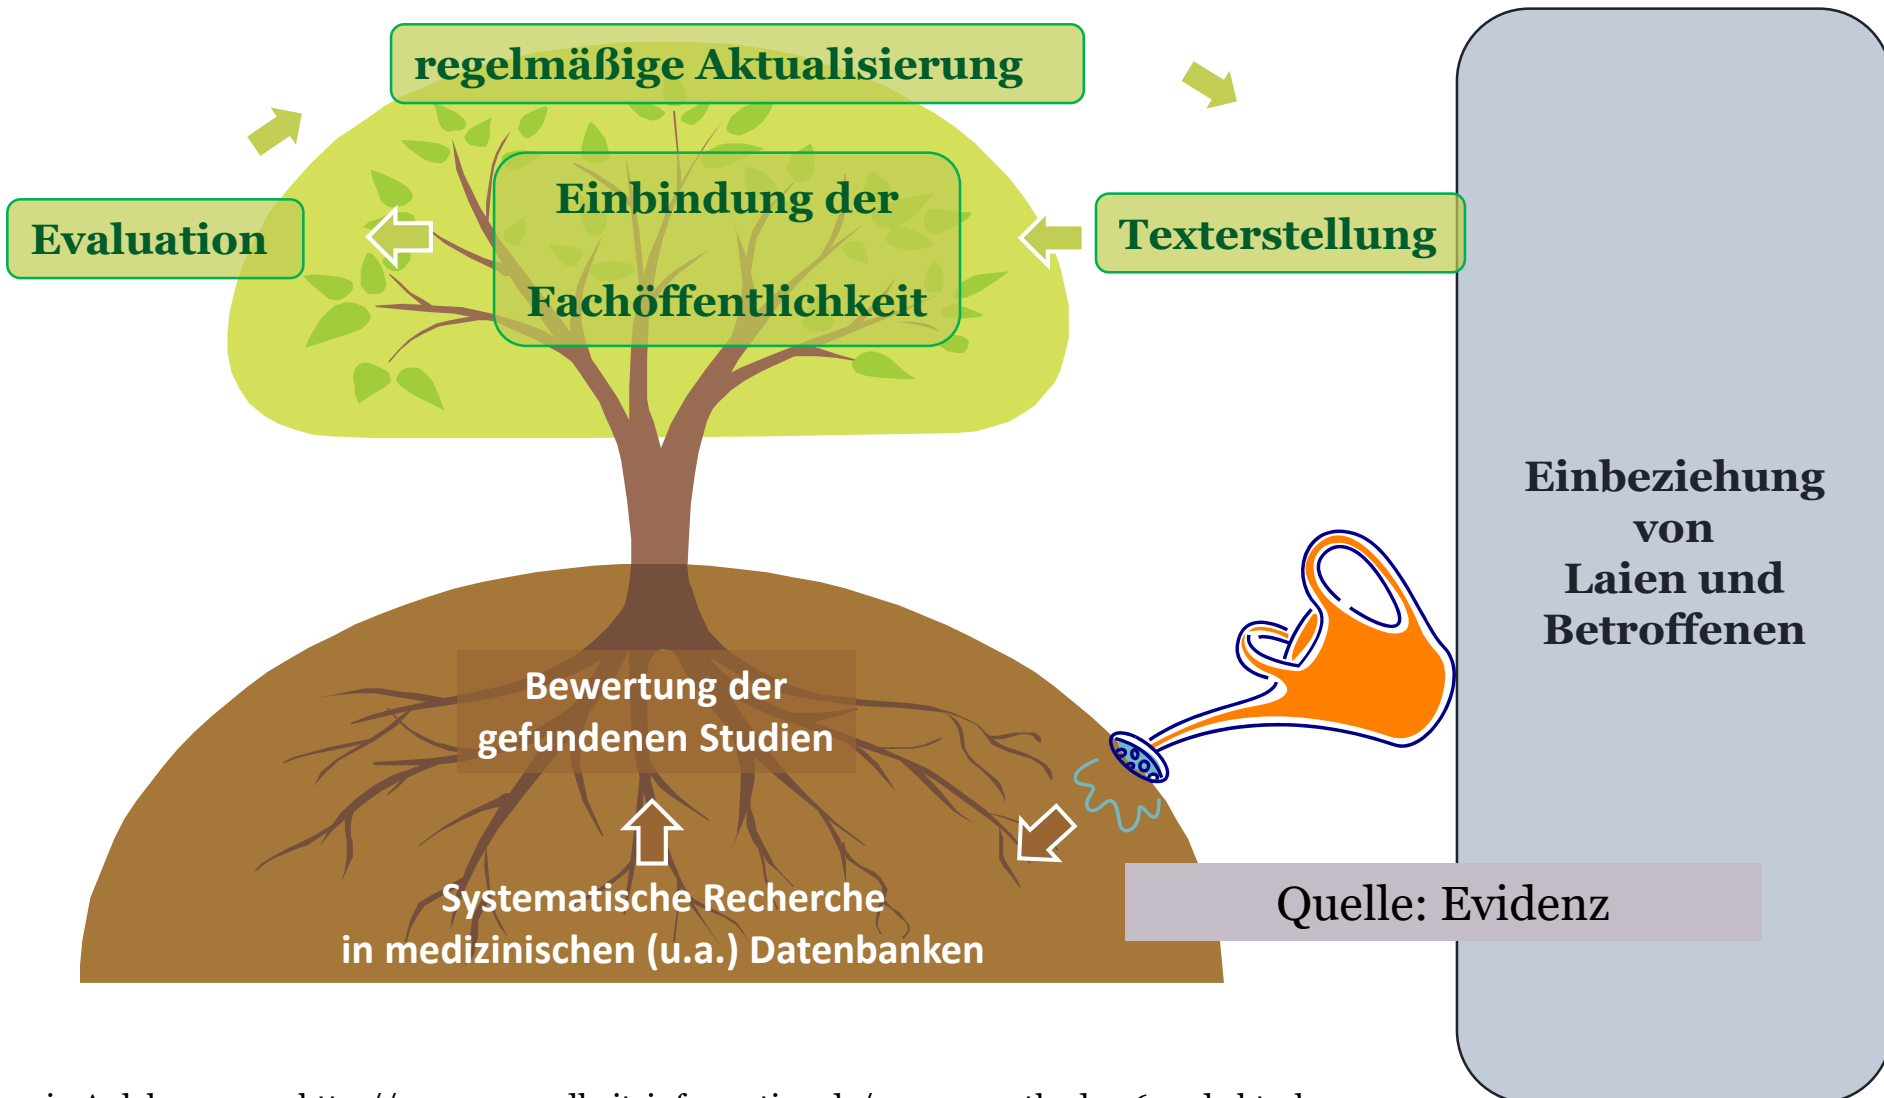 regelmäßige Aktualisierung
Einbindung der
Fachöffentlichkeit
Evaluation
Texterstellung
Einbeziehung
von
Laien und
Betroffenen
Bewertung der
gefundenen Studien
Systematische Recherche
in medizinischen (u.a.) Datenbanken
Quelle: Evidenz